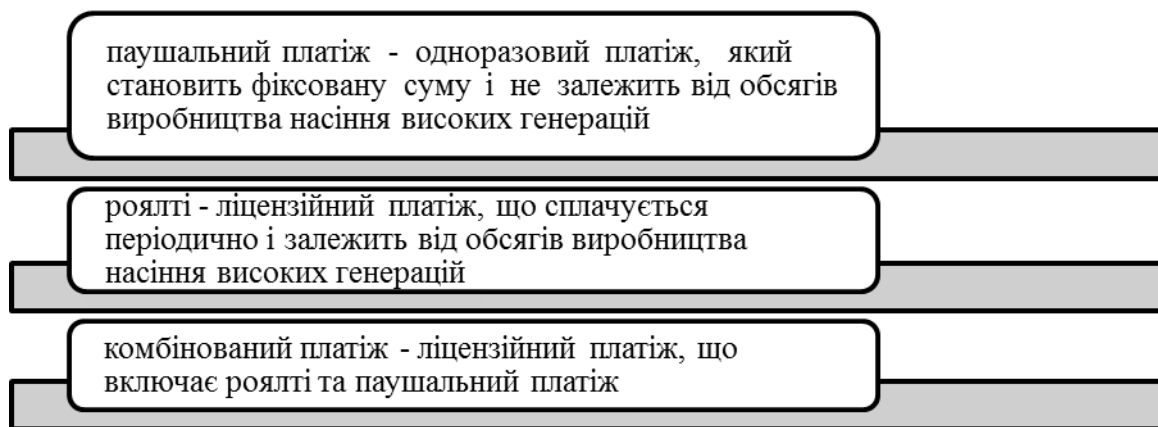 паушальний платіж - одноразовий платіж, який
становить фіксовану суму і не залежить від обсягів
виробництва насіння високих генерацій
роялті - ліцензійний платіж, що сплачується
періодично і залежить від обсягів виробництва
насіння високих генерацій
комбінований платіж - ліцензійний платіж, що
включає роялті та паушальний платіж